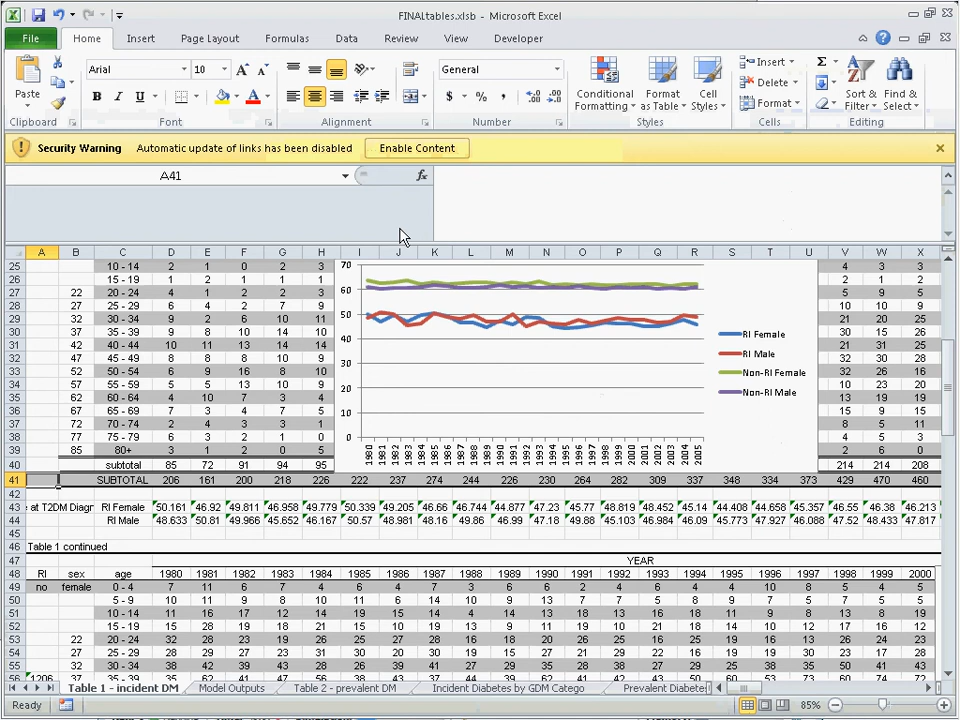 FINALtables.xlsb - Microsoft Excel
File Home Insert Page Layout Formulas Data Review View Developer
Arial 10 General Insert
Paste B I U $ % , Conditional Formatting Format as Table Cell Styles Delete Format Sort & Filter Find & Select
Clipboard Font Alignment Number Styles Cells Editing
Security Warning Automatic update of links has been disabled Enable Content
A41 fx
A B C D E F G H I J K L M N O P Q R S T U V W X
25 10 - 14 2 1 0 2 3 70 4 3 3
26 15 - 19 1 2 1 1 1 2 1 2
27 22 20 - 24 4 1 2 2 3 60 5 9 5
28 27 25 - 29 6 4 2 7 9 10 10 9
29 32 30 - 34 9 2 6 10 11 50 21 20 25
30 37 35 - 39 9 8 10 14 10 RI Female 30 15 26
31 42 40 - 44 10 11 13 14 14 40 RI Male 21 31 25
32 47 45 - 49 8 8 8 10 9 32 30 28
33 52 50 - 54 6 9 16 8 10 30 Non-RI Female 32 26 16
34 57 55 - 59 5 5 13 10 9 20 Non-RI Male 10 23 20
35 62 60 - 64 4 10 7 3 4 13 19 19
36 67 65 - 69 7 3 4 7 5 10 15 9 15
37 72 70 - 74 2 4 3 3 1 8 5 11
38 77 75 - 79 6 3 2 1 0 0 4 5 3
39 85 80+ 3 1 2 0 5 2 6 0
1980 1981 1982 1983 1984 1985 1986 1987 1988 1989 1990 1991 1992 1993 1994 1995 1996 1997 1998 1999 2000 2001 2002 2003 2004 2005
40 subtotal 85 72 91 94 95 214 214 208
41 SUBTOTAL 206 161 200 218 226 222 237 274 244 236 230 264 282 309 337 348 334 373 429 470 460
42
43 at T2DM Diagn RI Female 50.161 46.92 48.811 46.958 49.779 50.339 49.205 46.66 46.744 44.877 47.23 45.77 48.819 48.452 45.14 44.408 44.658 45.357 46.55 46.38 46.213
44 RI Male 48.633 50.81 49.966 45.652 46.167 50.57 48.981 48.16 49.86 46.99 47.18 49.88 45.103 46.984 46.09 45.773 47.927 46.088 47.52 48.433 47.817
45
46 Table 1 continued
47 YEAR
48 RI sex age 1980 1981 1982 1983 1984 1985 1986 1987 1988 1989 1990 1991 1992 1993 1994 1995 1996 1997 1998 1999 2000
49 no female 0 - 4 7 11 6 7 4 6 4 7 7 3 6 6 2 4 6 4 10 8 5 4 5
50 5 - 9 10 11 9 8 10 11 6 14 10 9 13 7 7 5 8 9 7 5 7 5 5
51 10 - 14 11 16 17 12 14 19 15 4 14 4 13 18 13 16 18 11 9 8 13 8 19
52 15 - 19 15 28 19 18 21 15 10 19 13 9 11 19 10 21 18 14 10 12 17 16 12
53 22 20 - 24 32 28 23 19 26 25 27 28 16 18 20 26 25 16 25 19 16 13 26 24 23
54 27 25 - 29 28 29 27 23 31 30 20 30 17 24 27 21 29 22 16 19 19 30 23 34 27
55 32 30 - 34 38 42 39 43 28 26 39 41 27 29 35 28 43 27 29 38 35 50 41 43
56 1206 37 35 - 39
Table 1 - incident DM Model Outputs Table 2 - prevalent DM Incident Diabetes by GDM Catego Prevalent Diabetes
Ready 85%